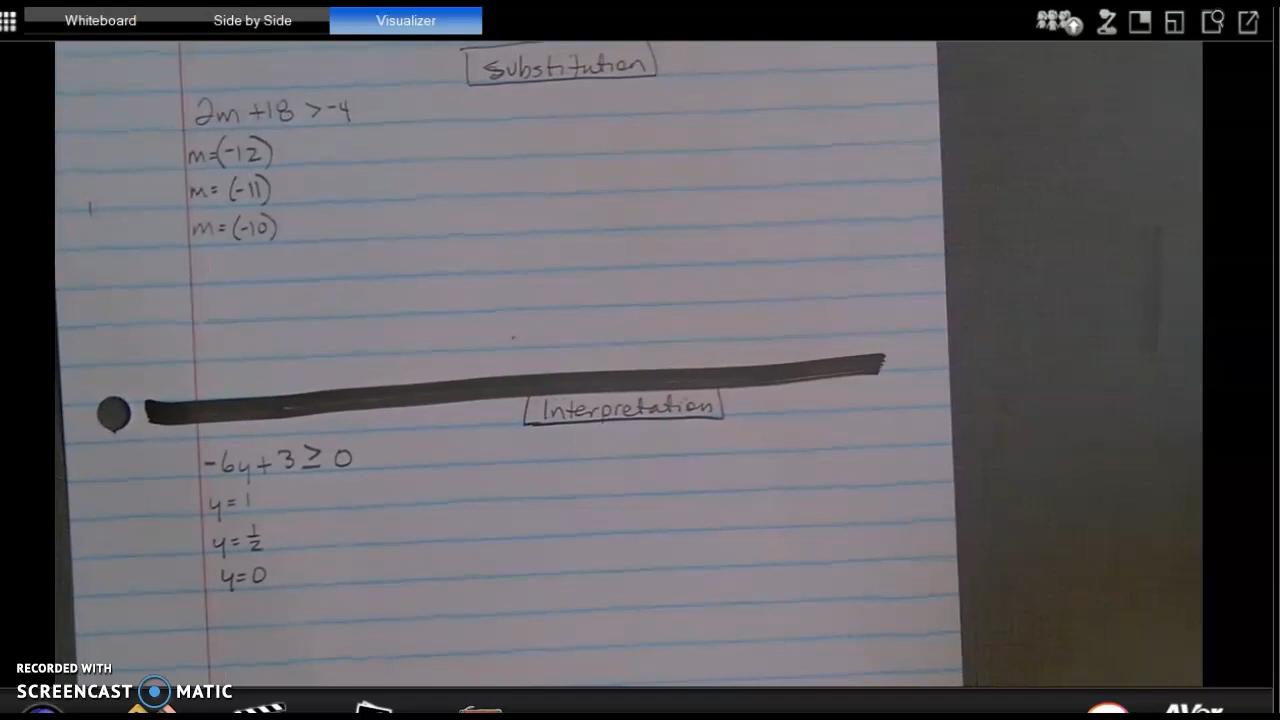 Whiteboard Side by Side Visualizer
Substitution
2m + 18 > -4
m = (-12)
m = (-11)
m = (-10)
Interpretation
-6y + 3 ≥ 0
y = 1
y = 1/2
y = 0
RECORDED WITH
SCREENCAST MATIC
AVer